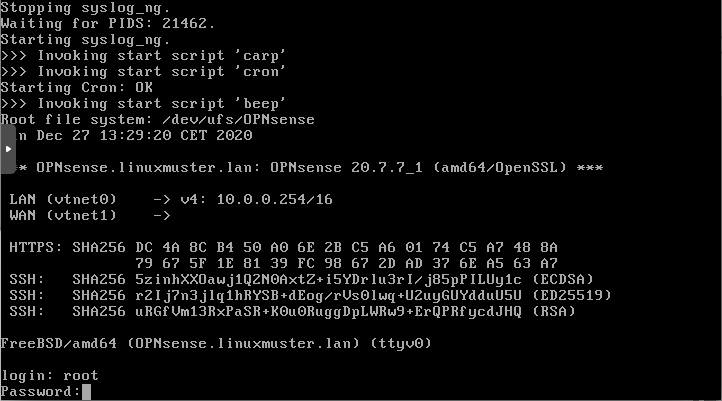 Stopping syslog_ng.
Waiting for PIDS: 21462.
Starting syslog_ng.
>>> Invoking start script 'carp'
>>> Invoking start script 'cron'
Starting Cron: OK
>>> Invoking start script 'beep'
Root file system: /dev/ufs/OPNsense
n Dec 27 13:29:20 CET 2020
** OPNsense.linuxmuster.lan: OPNsense 20.7.7_1 (amd64/OpenSSL) ***
LAN (vtnet0) -> v4: 10.0.0.254/16
WAN (vtnet1) ->
HTTPS: SHA256 DC 4A 8C B4 50 A0 6E 2B C5 A6 01 74 C5 A7 48 8A
79 67 5F 1E 81 39 FC 98 67 2D AD 37 6E A5 63 A7
SSH: SHA256 5zinhXXOawj1Q2N0AxtZ+i5YDrlu3rI/j85pPILUy1c (ECDSA)
SSH: SHA256 r2Ij7n3jlq1hRYSB+dEog/rVs0lwq+U2uyGUYdduU5U (ED25519)
SSH: SHA256 uRGfVm13RxPaSR+K0u0RuggDpLWRw9+ErQPRfycdJHQ (RSA)
FreeBSD/amd64 (OPNsense.linuxmuster.lan) (ttyv0)
login: root
Password: